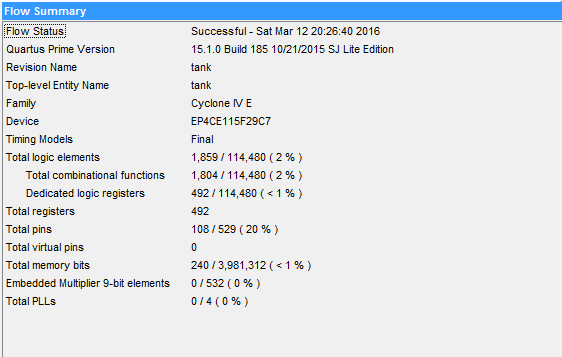 Flow Summary
Flow Status Successful - Sat Mar 12 20:26:40 2016
Quartus Prime Version 15.1.0 Build 185 10/21/2015 SJ Lite Edition
Revision Name tank
Top-level Entity Name tank
Family Cyclone IV E
Device EP4CE115F29C7
Timing Models Final
Total logic elements 1,859 / 114,480 ( 2 % )
Total combinational functions 1,804 / 114,480 ( 2 % )
Dedicated logic registers 492 / 114,480 ( < 1 % )
Total registers 492
Total pins 108 / 529 ( 20 % )
Total virtual pins 0
Total memory bits 240 / 3,981,312 ( < 1 % )
Embedded Multiplier 9-bit elements 0 / 532 ( 0 % )
Total PLLs 0 / 4 ( 0 % )